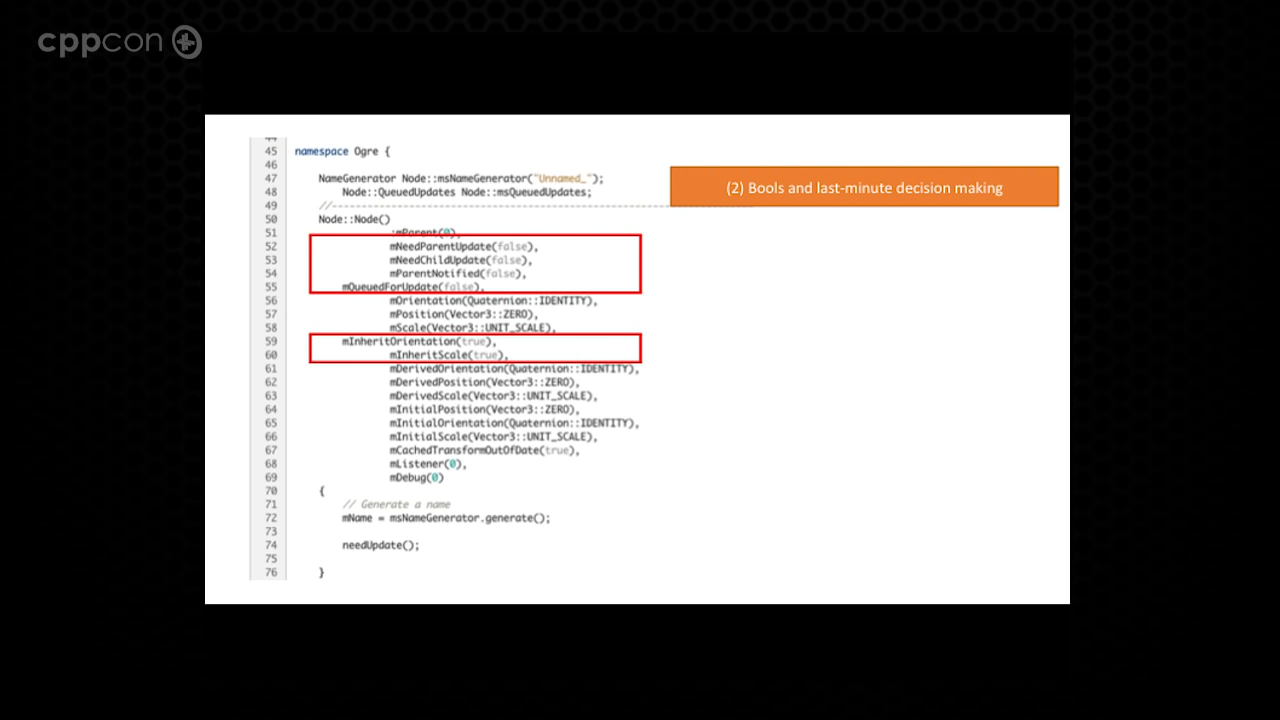 cppcon
45 namespace Ogre {
46
47 NameGenerator Node::msNameGenerator("Unnamed_");
48 Node::QueuedUpdates Node::msQueuedUpdates;
(2) Bools and last-minute decision making
49 //-----------------------------------------------------------------------
50 Node::Node()
51 :mParent(0),
52 mNeedParentUpdate(false),
53 mNeedChildUpdate(false),
54 mParentNotified(false),
55 mQueuedForUpdate(false),
56 mOrientation(Quaternion::IDENTITY),
57 mPosition(Vector3::ZERO),
58 mScale(Vector3::UNIT_SCALE),
59 mInheritOrientation(true),
60 mInheritScale(true),
61 mDerivedOrientation(Quaternion::IDENTITY),
62 mDerivedPosition(Vector3::ZERO),
63 mDerivedScale(Vector3::UNIT_SCALE),
64 mInitialPosition(Vector3::ZERO),
65 mInitialOrientation(Quaternion::IDENTITY),
66 mInitialScale(Vector3::UNIT_SCALE),
67 mCachedTransformOutOfDate(true),
68 mListener(0),
69 mDebug(0)
70 {
71 // Generate a name
72 mName = msNameGenerator.generate();
73
74 needUpdate();
75
76 }